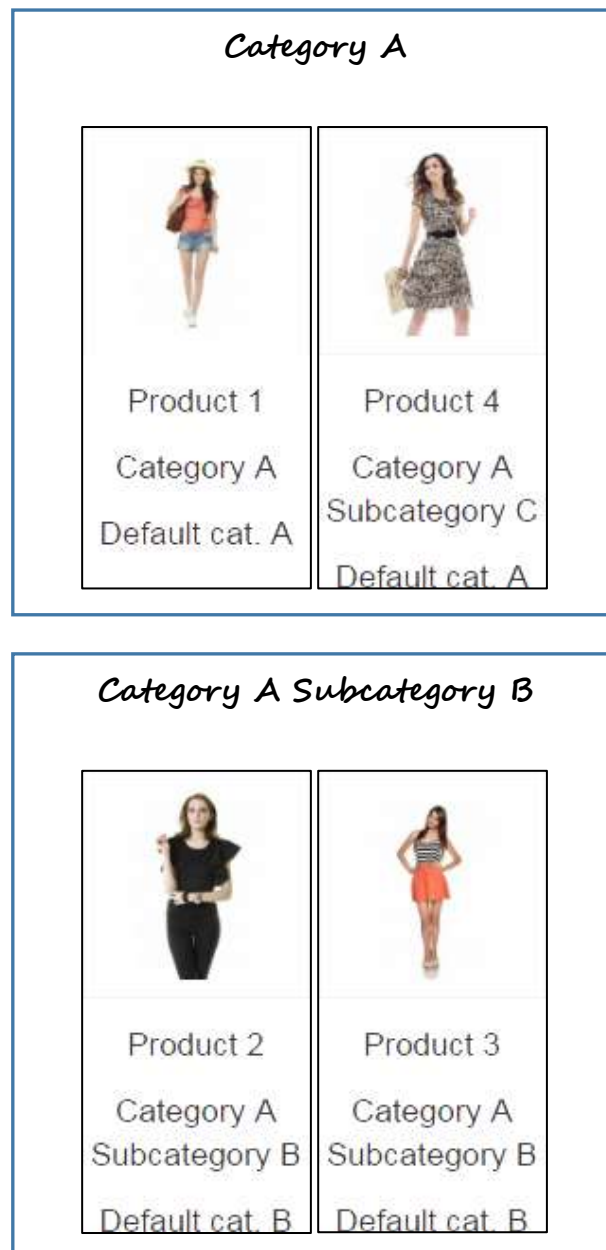 Category A
Product 1
Category A
Default cat. A
Product 4
Category A
Subcategory C
Default cat. A
Category A Subcategory B
Product 2
Category A
Subcategory B
Default cat. B
Product 3
Category A
Subcategory B
Default cat. B